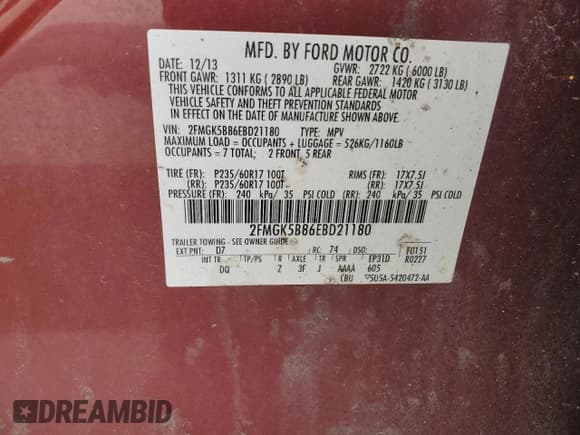 MFD. BY FORD MOTOR CO.
DATE: 12/13 GVWR: 2722 KG ( 6000 LB)
FRONT GAWR: 1311 KG ( 2890 LB) REAR GAWR: 1420 KG ( 3130 LB)
THIS VEHICLE CONFORMS TO ALL APPLICABLE FEDERAL MOTOR
VEHICLE SAFETY AND THEFT PREVENTION STANDARDS
IN EFFECT ON THE DATE OF MANUFACTURE SHOWN ABOVE.
VIN: 2FMGK5B86EBD21180 TYPE: MPV
MAXIMUM LOAD = OCCUPANTS + LUGGAGE = 526KG/1160LB
OCCUPANTS = 7 TOTAL; 2 FRONT, 5 REAR
TIRE (FR): P235/60R17 100T RIMS (FR): 17X7.5J
(RR): P235/60R17 100T (RR): 17X7.5J
PRESSURE (FR): 240 kPa/ 35 PSI COLD (RR): 240 kPa/ 35 PSI COLD
2FMGK5B86EBD21180
TRAILER TOWING - SEE OWNER GUIDE
EXT PNT: D7 RC: 74 DSO: F0151
INT TR TP/PS R AXLE TR SPR EP31D R0227
DQ Z 3F J AAAA 605
CBU 5U5A-5420472-AA
DREAMBID